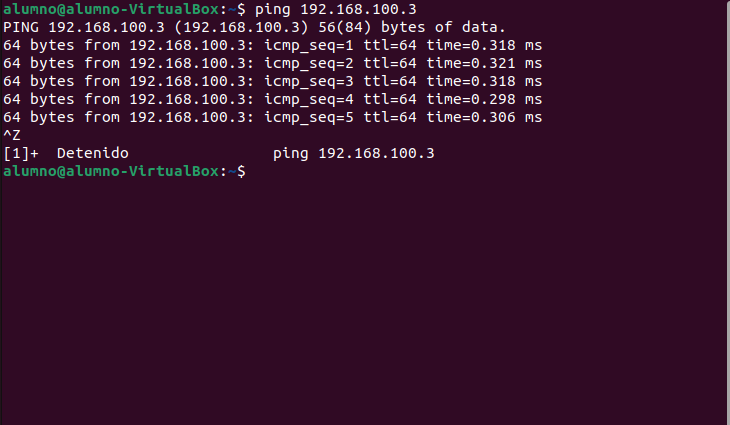 alumno@alumno-VirtualBox:~$ ping 192.168.100.3
PING 192.168.100.3 (192.168.100.3) 56(84) bytes of data.
64 bytes from 192.168.100.3: icmp_seq=1 ttl=64 time=0.318 ms
64 bytes from 192.168.100.3: icmp_seq=2 ttl=64 time=0.321 ms
64 bytes from 192.168.100.3: icmp_seq=3 ttl=64 time=0.318 ms
64 bytes from 192.168.100.3: icmp_seq=4 ttl=64 time=0.298 ms
64 bytes from 192.168.100.3: icmp_seq=5 ttl=64 time=0.306 ms
^Z
[1]+  Detenido                ping 192.168.100.3
alumno@alumno-VirtualBox:~$